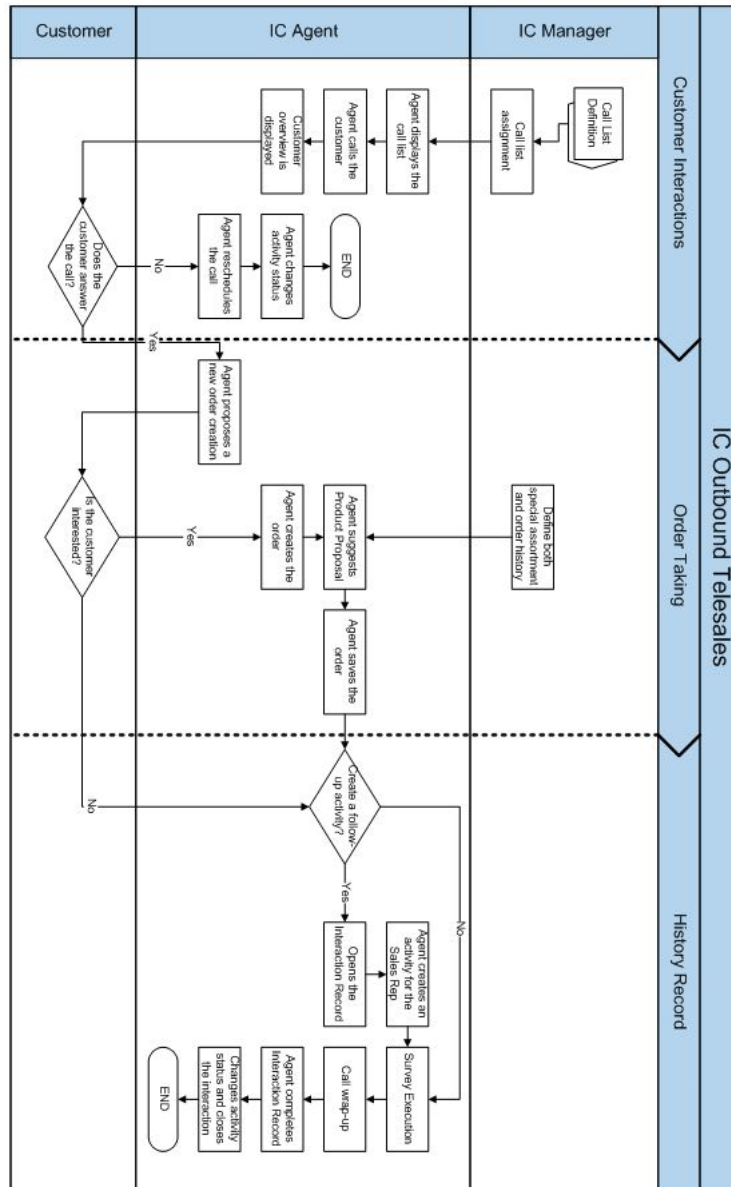 IC Outbound Telesales
Customer Interactions
Order Taking
History Record
IC Manager
IC Agent
Customer
Call List
Definition
Call list
assignment
Agent displays the
call list
Agent calls the
customer
Customer
overview is
displayed
Does the
customer answer
the call?
No
Agent reschedules
the call
Agent changes
activity status
END
Yes
Agent proposes a
new order creation
Is the customer
interested?
Yes
Agent creates the
order
Agent suggests
Product Proposal
Define both
special assortment
and order history
Agent saves the
order
No
Create a follow-
up activity?
No
Yes
Opens the
Interaction Record
Agent creates an
activity for the
Sales Rep
Survey Execution
Call wrap-up
Agent completes
Interaction Record
Changes activity
status and closes
the interaction
END